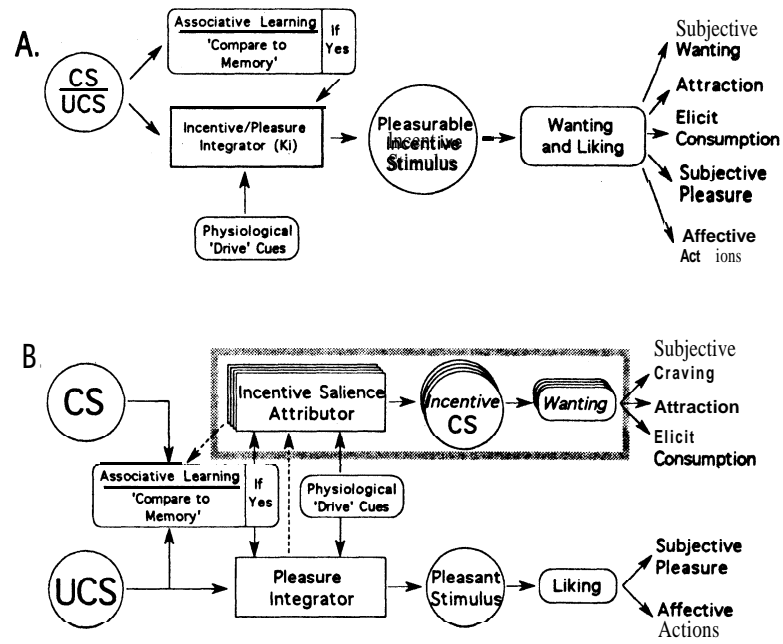 A.
CS
UCS
Associative Learning
'Compare to
Memory'
If
Yes
Incentive/Pleasure
Integrator (Ki)
Physiological
'Drive' Cues
Pleasurable
Incentive
Stimulus
Wanting
and Liking
Subjective
Wanting
Attraction
Elicit
Consumption
Subjective
Pleasure
Affective
Act ions
B
CS
UCS
Associative Learning
'Compare to
Memory'
If
Yes
Incentive Salience
Attributor
Physiological
'Drive' Cues
Pleasure
Integrator
Incentive
CS
Wanting
Subjective
Craving
Attraction
Elicit
Consumption
Pleasant
Stimulus
Liking
Subjective
Pleasure
Affective
Actions